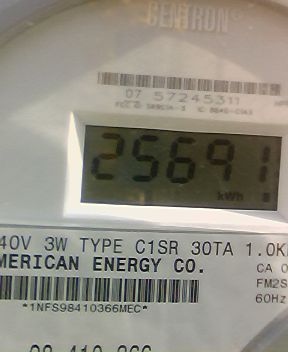 CENTRON®
07 57245311
25691
kWh
40V 3W TYPE C1SR 30TA 1.0K
MERICAN ENERGY CO. CA 0
FM2S
60Hz
*1NFS98410366MEC*